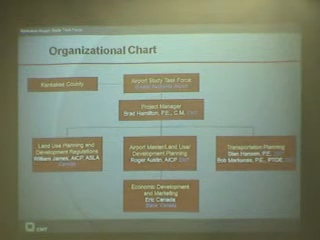 Organizational Chart
Kankakee County
Airport Study Task Force
Project Manager
Brad Hamilton, P.E., C.M.
Land Use Planning and
Development Regulations
William James, AICP, ASLA
Airport Master/Land Use/
Development Planning
Roger Austin, AICP
Transportation Planning
Stan Hansen, P.E.
Bob Markunas, P.E., PTOE
Economic Development
and Marketing
Eric Canada